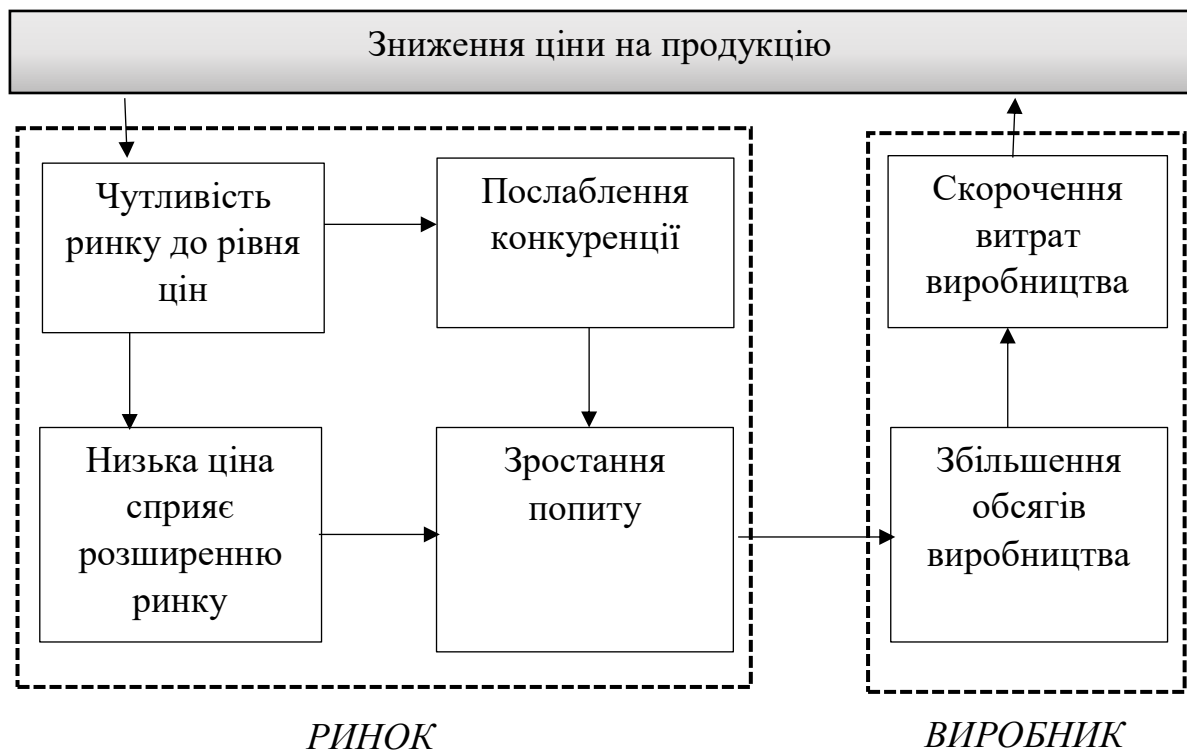 Зниження ціни на продукцію
Чутливість
ринку до рівня
цін
Послаблення
конкуренції
Скорочення
витрат
виробництва
Низька ціна
сприяє
розширенню
ринку
Зростання
попиту
Збільшення
обсягів
виробництва
РИНОК
ВИРОБНИК